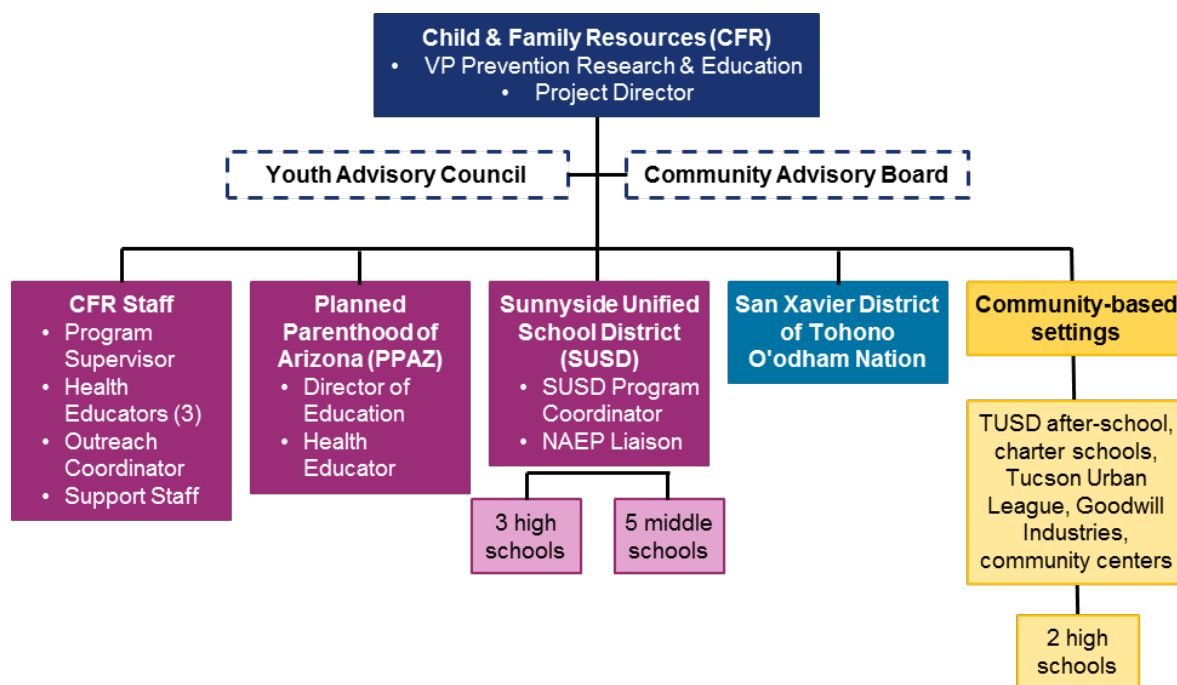 Child & Family Resources (CFR)
• VP Prevention Research & Education
• Project Director
Youth Advisory Council
Community Advisory Board
CFR Staff
• Program
Supervisor
• Health
Educators (3)
• Outreach
Coordinator
• Support Staff
Planned
Parenthood of
Arizona (PPAZ)
• Director of
Education
• Health
Educator
Sunnyside Unified
School District
(SUSD)
• SUSD Program
Coordinator
• NAEP Liaison
3 high
schools
5 middle
schools
San Xavier District
of Tohono
O'odham Nation
Community-based
settings
TUSD after-school,
charter schools,
Tucson Urban
League, Goodwill
Industries,
community centers
2 high
schools